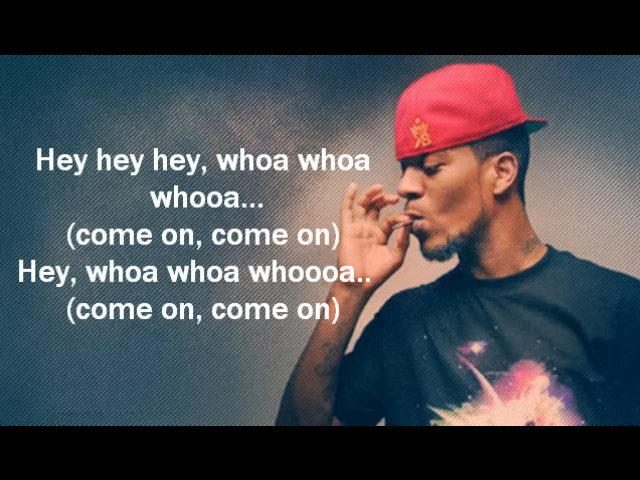 Hey hey hey, whoa whoa
whooa...
(come on, come on)
Hey, whoa whoa whoooa..
(come on, come on)